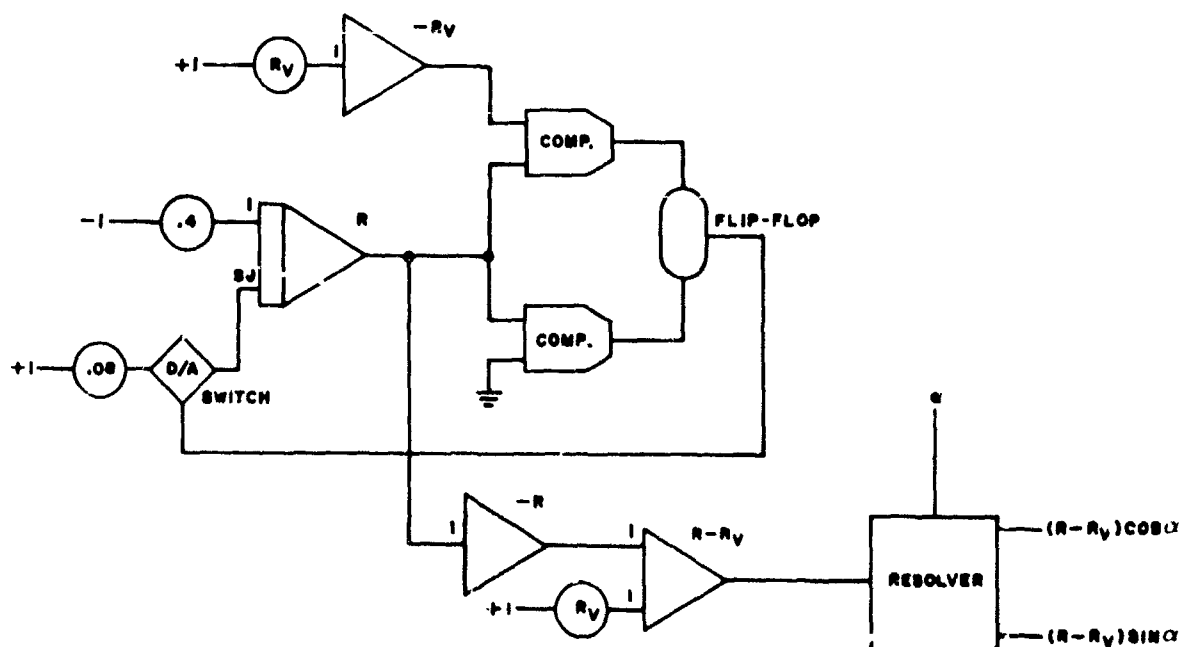 -RV
+1
RV
1
COMP.
-1
.4
1
R
FLIP-FLOP
SJ
COMP.
+1
.08
D/A
SWITCH
α
-R
1
1
R-RV
(R-RV)COSα
RESOLVER
+1
RV
1
(R-RV)SINα